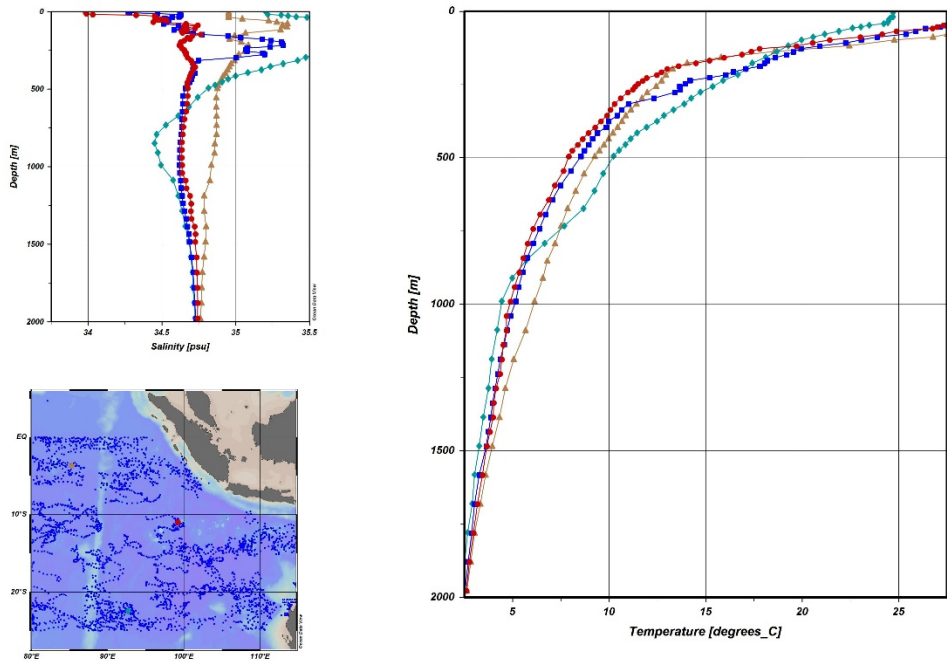 0
500
1000
1500
2000
Depth [m]
34
34.5
35
35.5
Salinity [psu]
Ocean Data View
0
500
1000
1500
2000
Depth [m]
5
10
15
20
25
Temperature [degrees_C]
EQ
10°S
20°S
80°E
90°E
100°E
110°E
Ocean Data View